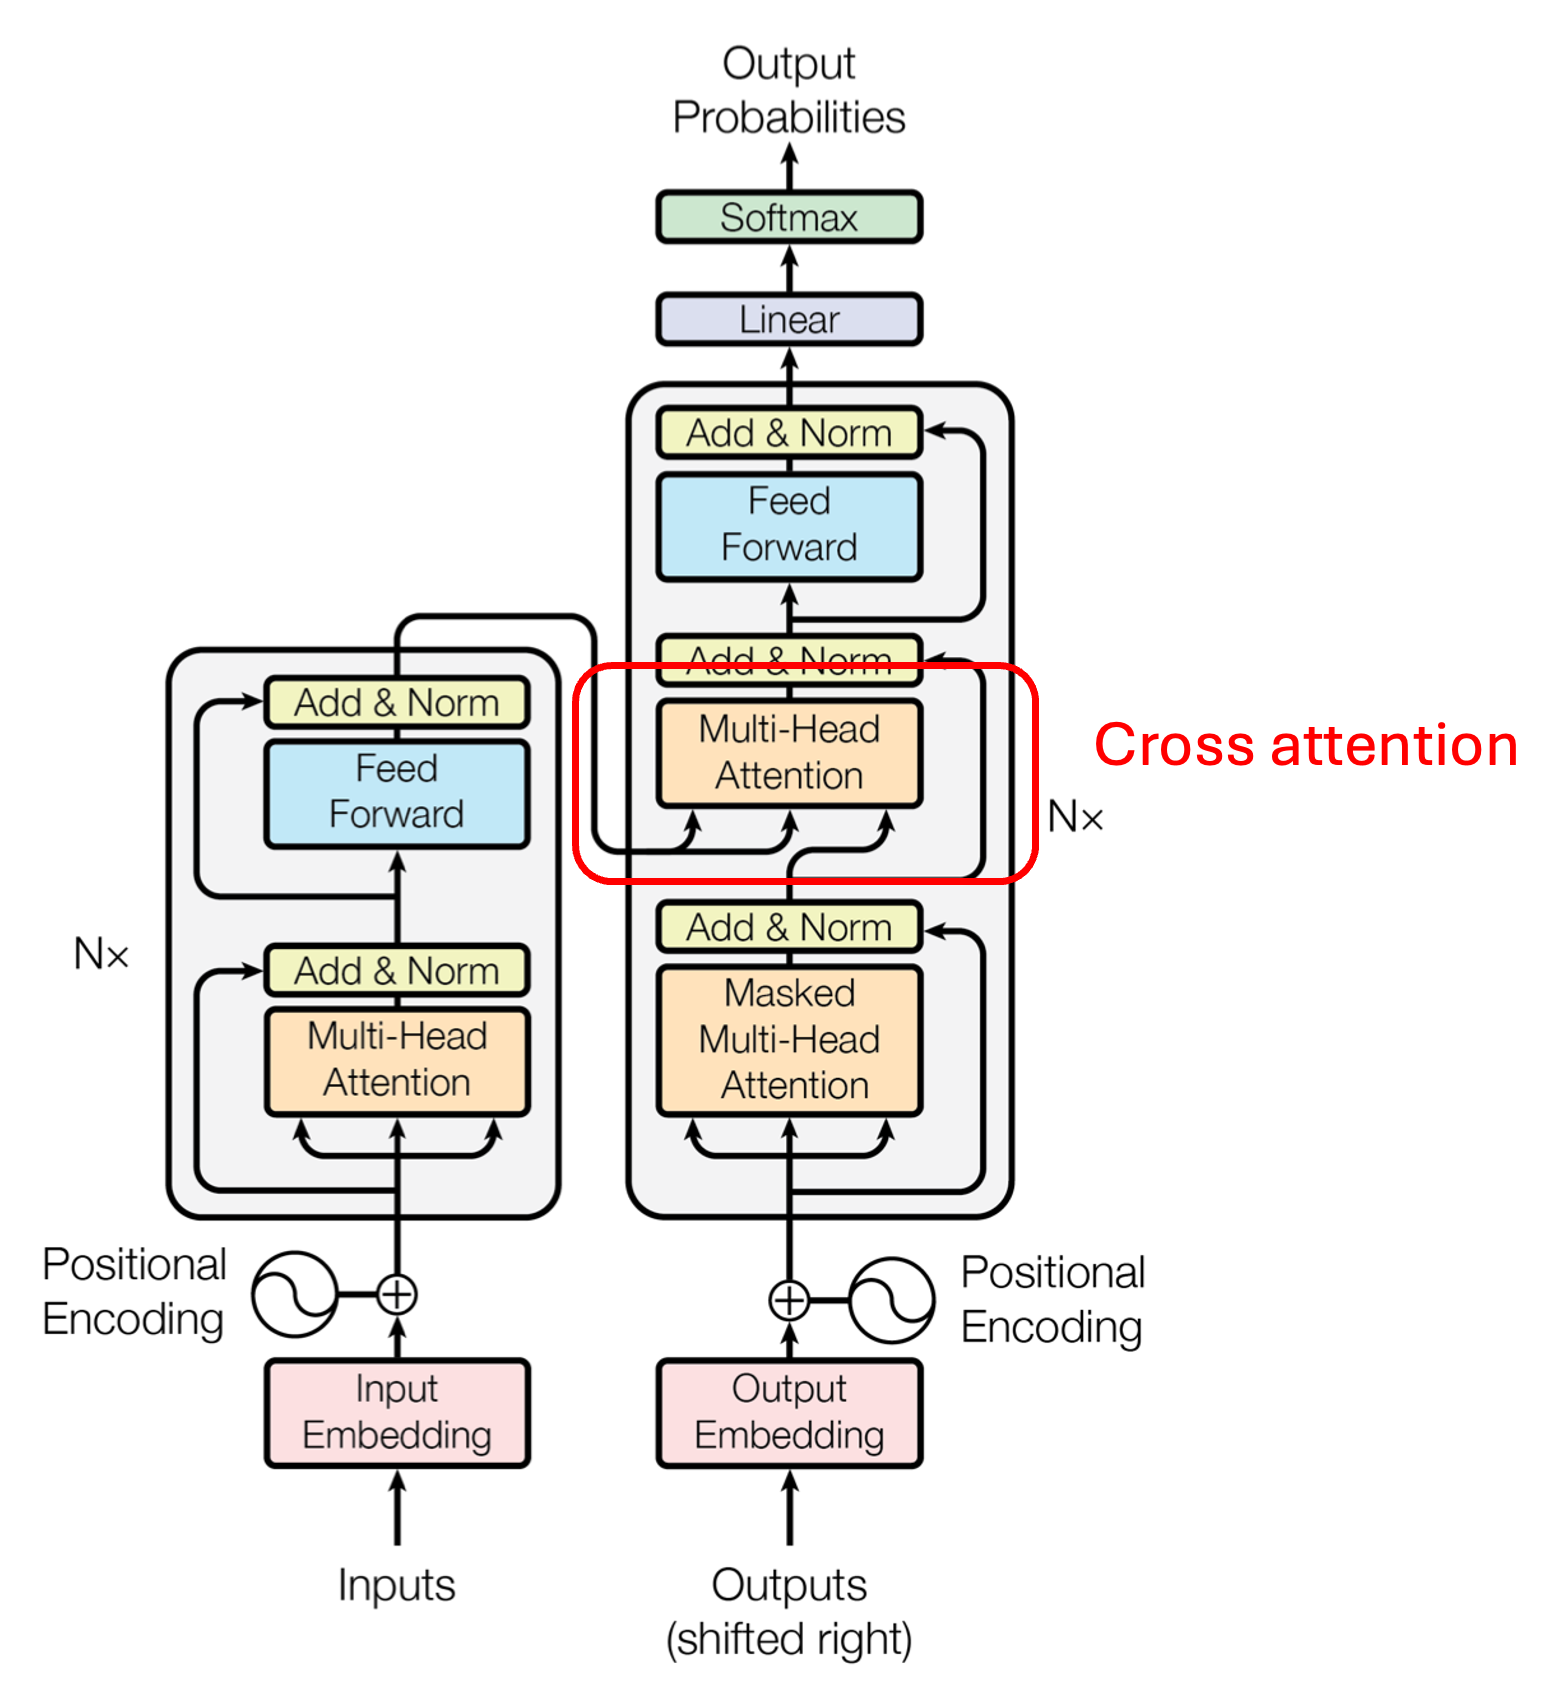 Output
Probabilities
Softmax
Linear
Add & Norm
Feed
Forward
Add & Norm
Multi-Head
Attention
Cross attention
Nx
Add & Norm
Masked
Multi-Head
Attention
Add & Norm
Feed
Forward
Nx
Add & Norm
Multi-Head
Attention
Positional
Encoding
Positional
Encoding
Input
Embedding
Output
Embedding
Inputs
Outputs
(shifted right)